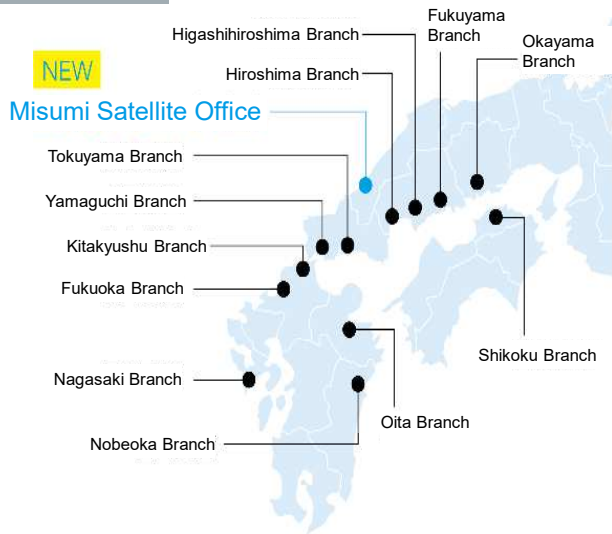 Fukuyama
Branch
Higashihiroshima Branch
Okayama
Branch
NEW
Hiroshima Branch
Misumi Satellite Office
Tokuyama Branch
Yamaguchi Branch
Kitakyushu Branch
Fukuoka Branch
Shikoku Branch
Nagasaki Branch
Oita Branch
Nobeoka Branch